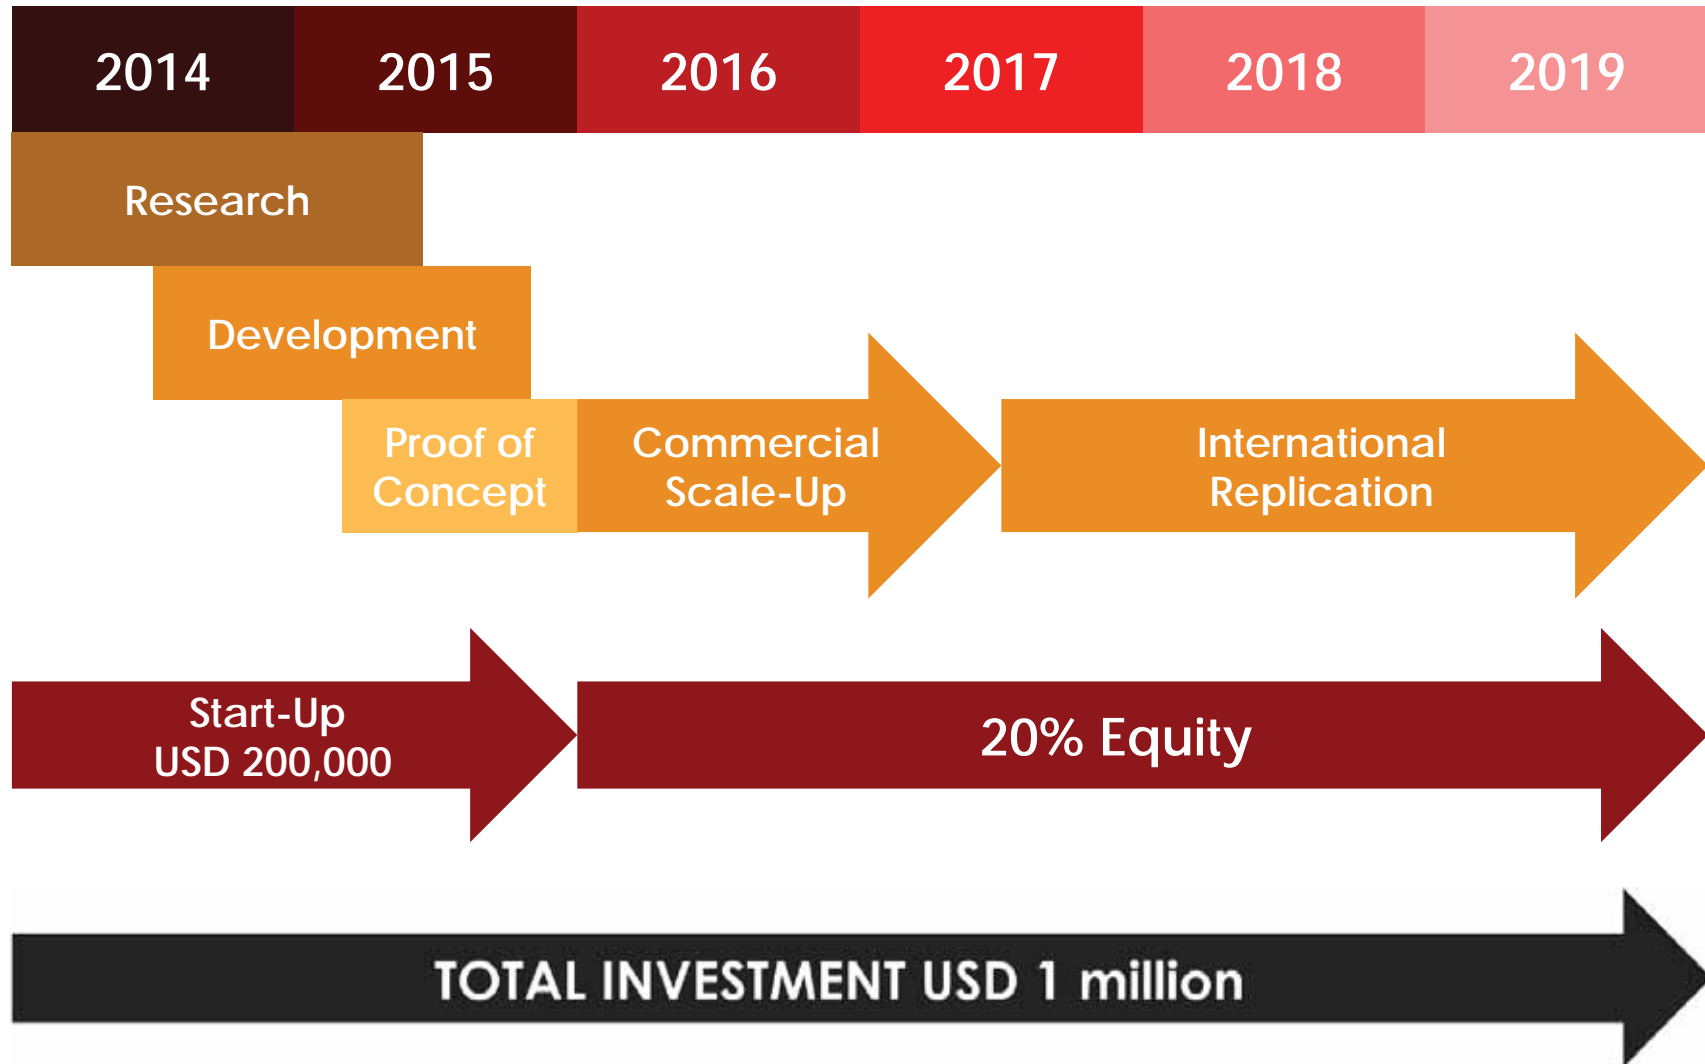 2014 2015 2016 2017 2018 2019
Research
Development
Proof of
Concept
Commercial
Scale-Up
International
Replication
Start-Up
USD 200,000
20% Equity
TOTAL INVESTMENT USD 1 million